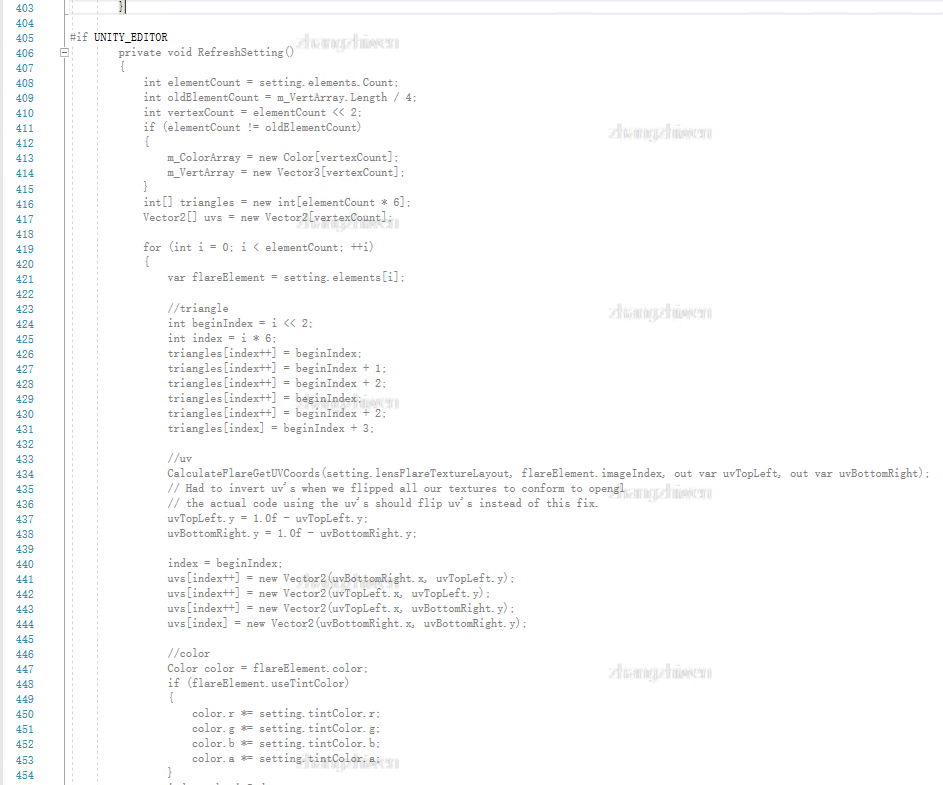 403 }
404
405 #if UNITY_EDITOR
406 private void RefreshSetting()
407 {
408 int elementCount = setting.elements.Count;
409 int oldElementCount = m_VertArray.Length / 4;
410 int vertexCount = elementCount << 2;
411 if (elementCount != oldElementCount)
412 {
413 m_ColorArray = new Color[vertexCount];
414 m_VertArray = new Vector3[vertexCount];
415 }
416 int[] triangles = new int[elementCount * 6];
417 Vector2[] uvs = new Vector2[vertexCount];
418
419 for (int i = 0; i < elementCount; ++i)
420 {
421 var flareElement = setting.elements[i];
422
423 //triangle
424 int beginIndex = i << 2;
425 int index = i * 6;
426 triangles[index++] = beginIndex;
427 triangles[index++] = beginIndex + 1;
428 triangles[index++] = beginIndex + 2;
429 triangles[index++] = beginIndex;
430 triangles[index++] = beginIndex + 2;
431 triangles[index] = beginIndex + 3;
432
433 //uv
434 CalculateFlareGetUVCoords(setting.lensFlareTextureLayout, flareElement.imageIndex, out var uvTopLeft, out var uvBottomRight);
435 // Had to invert uv's when we flipped all our textures to conform to opengl
436 // the actual code using the uv's should flip uv's instead of this fix.
437 uvTopLeft.y = 1.0f - uvTopLeft.y;
438 uvBottomRight.y = 1.0f - uvBottomRight.y;
439
440 index = beginIndex;
441 uvs[index++] = new Vector2(uvBottomRight.x, uvTopLeft.y);
442 uvs[index++] = new Vector2(uvTopLeft.x, uvTopLeft.y);
443 uvs[index++] = new Vector2(uvTopLeft.x, uvBottomRight.y);
444 uvs[index] = new Vector2(uvBottomRight.x, uvBottomRight.y);
445
446 //color
447 Color color = flareElement.color;
448 if (flareElement.useTintColor)
449 {
450 color.r *= setting.tintColor.r;
451 color.g *= setting.tintColor.g;
452 color.b *= setting.tintColor.b;
453 color.a *= setting.tintColor.a;
454 }
zhangzhiwen
zhangzhiwen
zhangzhiwen
zhangzhiwen
zhangzhiwen
zhangzhiwen
zhangzhiwen
zhangzhiwen
zhangzhiwen